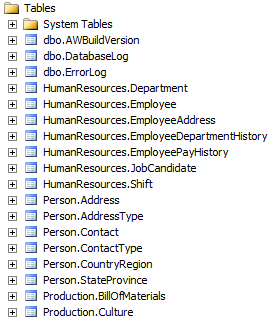 Tables
System Tables
dbo.AWBuildVersion
dbo.DatabaseLog
dbo.ErrorLog
HumanResources.Department
HumanResources.Employee
HumanResources.EmployeeAddress
HumanResources.EmployeeDepartmentHistory
HumanResources.EmployeePayHistory
HumanResources.JobCandidate
HumanResources.Shift
Person.Address
Person.AddressType
Person.Contact
Person.ContactType
Person.CountryRegion
Person.StateProvince
Production.BillOfMaterials
Production.Culture